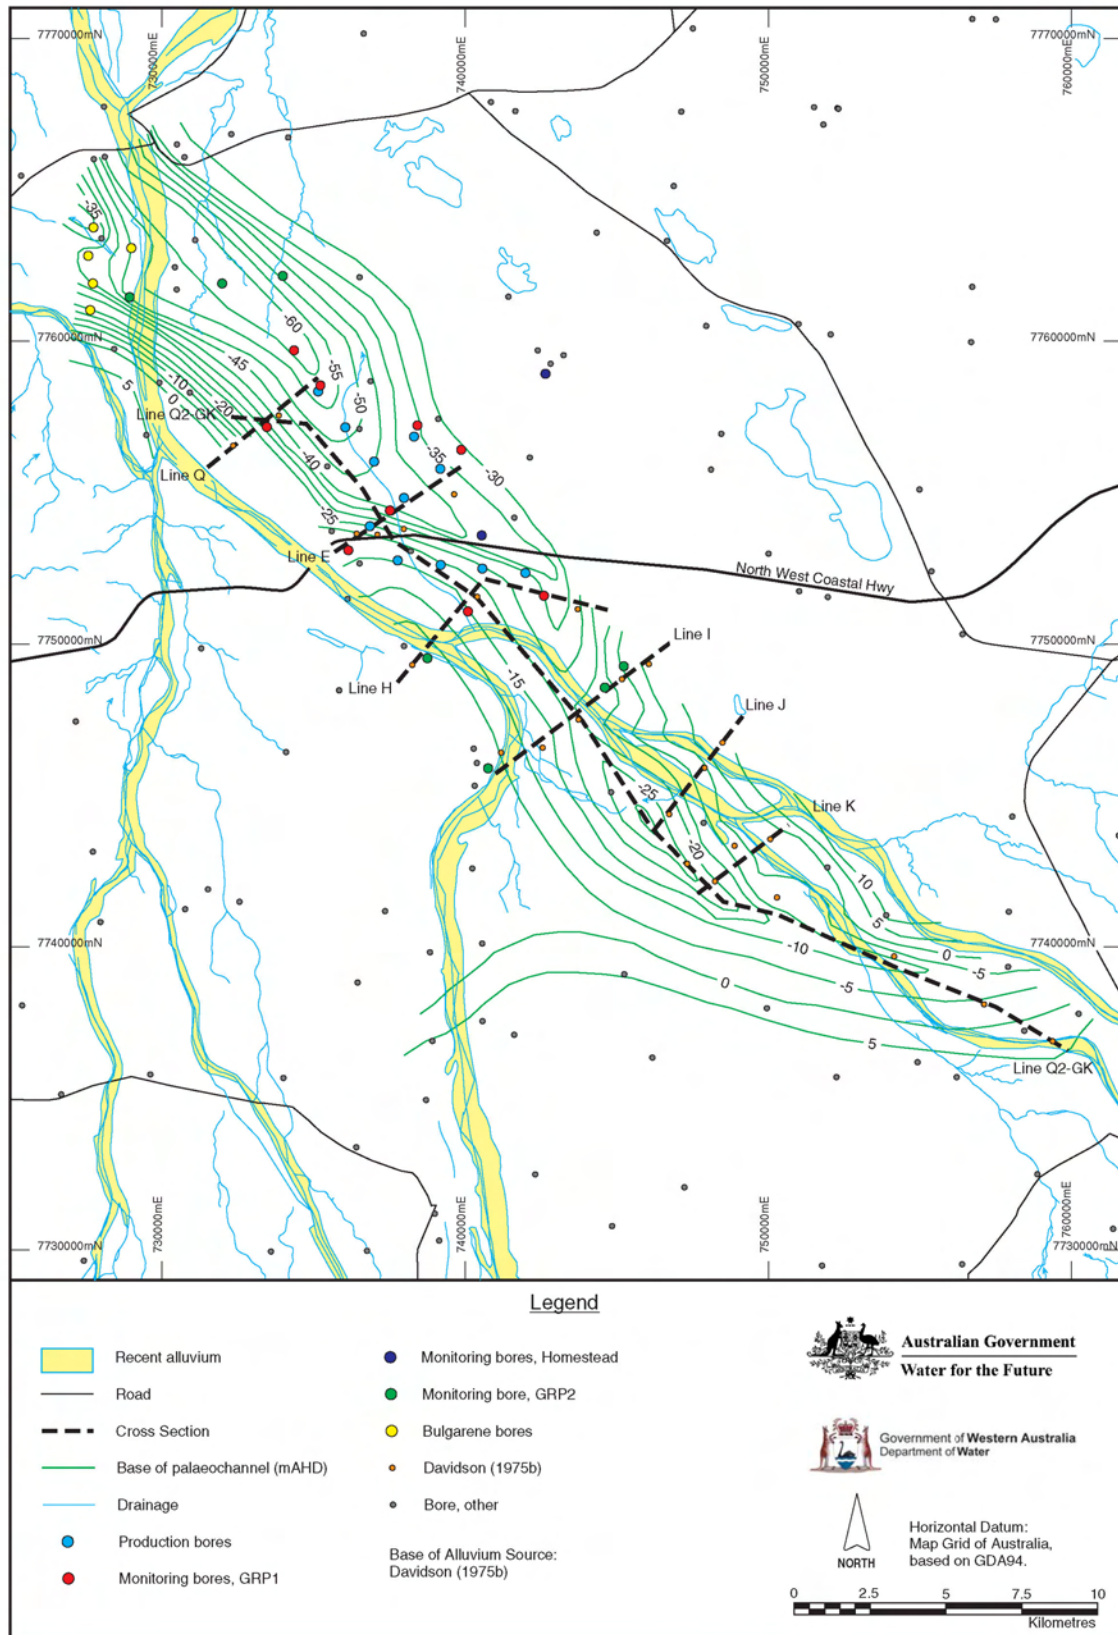 7770000mN
730000mE
740000mE
750000mE
760000mE
7770000mN
-35
-60
7760000mN
-55
-45
-50
-10
5
0
-20
Line Q2-GK
-40
-35
-30
Line Q
-25
Line E
North West Coastal Hwy
7760000mN
7750000mN
Line I
7750000mN
-15
Line H
Line J
-25
Line K
-20
10
5
7740000mN
0
-5
-10
7740000mN
0
-5
5
Line Q2-GK
7730000mN
730000mE
740000mE
750000mE
760000mE
7730000mN
Legend
Recent alluvium
Road
Cross Section
Base of palaeochannel (mAHD)
Drainage
Production bores
Monitoring bores, GRP1
Monitoring bores, Homestead
Monitoring bore, GRP2
Bulgarene bores
Davidson (1975b)
Bore, other
Base of Alluvium Source:
Davidson (1975b)
Australian Government
Water for the Future
Government of Western Australia
Department of Water
NORTH
Horizontal Datum:
Map Grid of Australia,
based on GDA94.
0 2.5 5 7.5 10
Kilometres